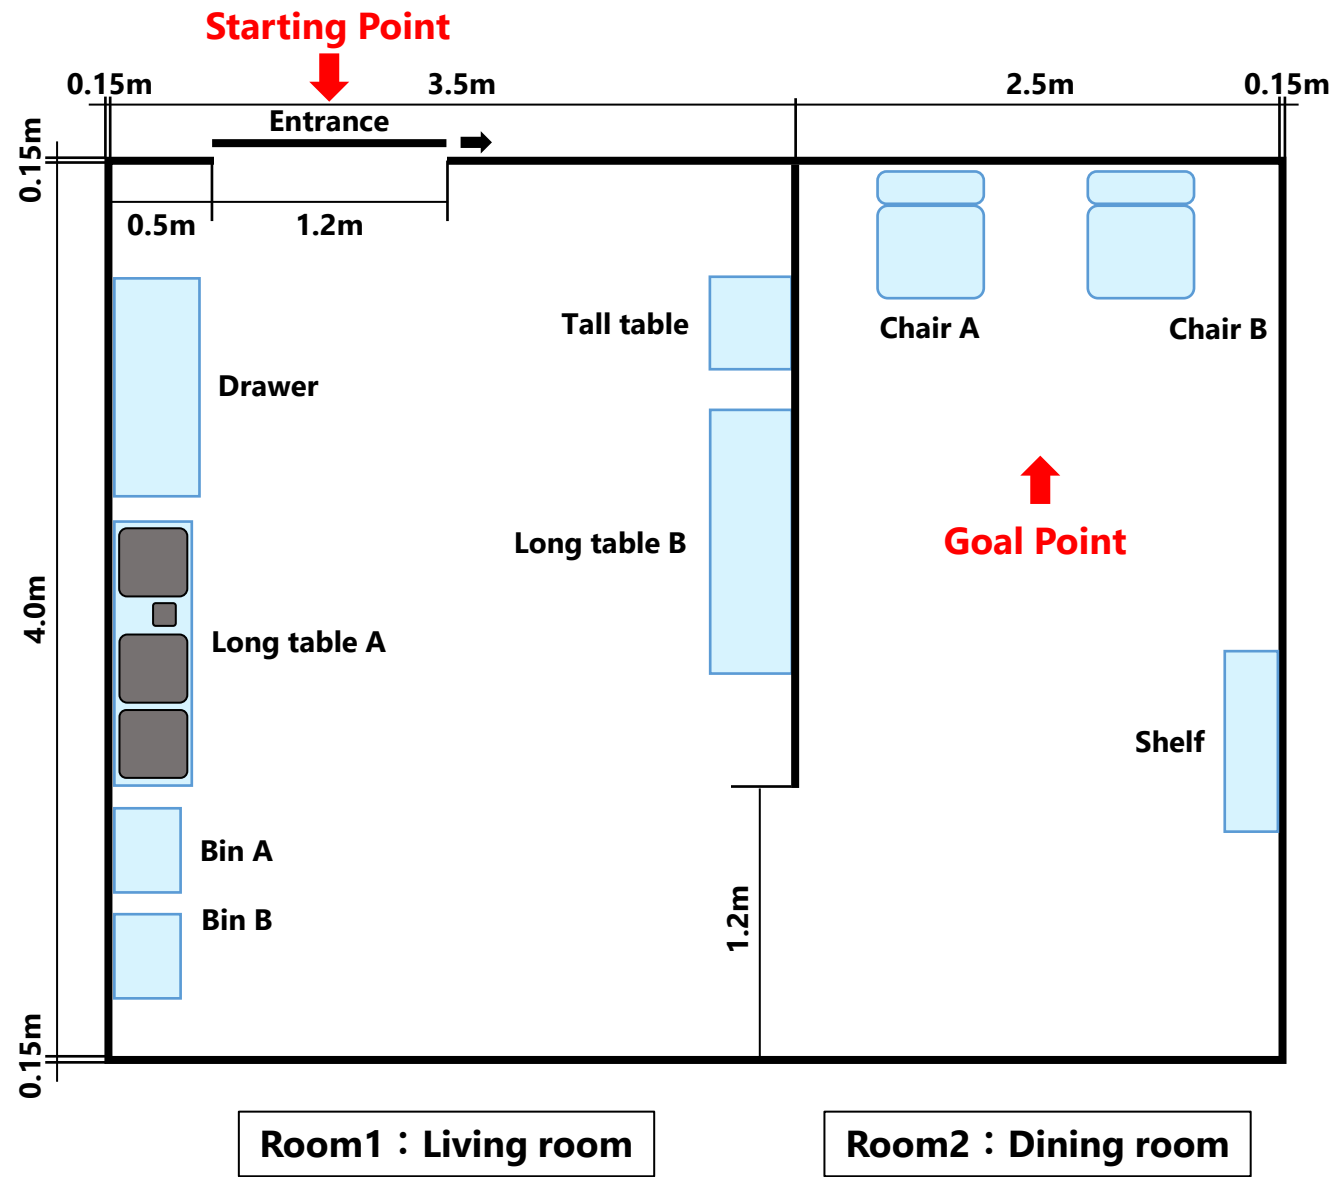 Starting Point
0.15m
3.5m
2.5m
0.15m
Entrance
0.15m
0.5m
1.2m
Tall table
Chair A
Chair B
Drawer
Long table B
Goal Point
4.0m
Long table A
Shelf
Bin A
Bin B
1.2m
0.15m
Room1：Living room
Room2：Dining room